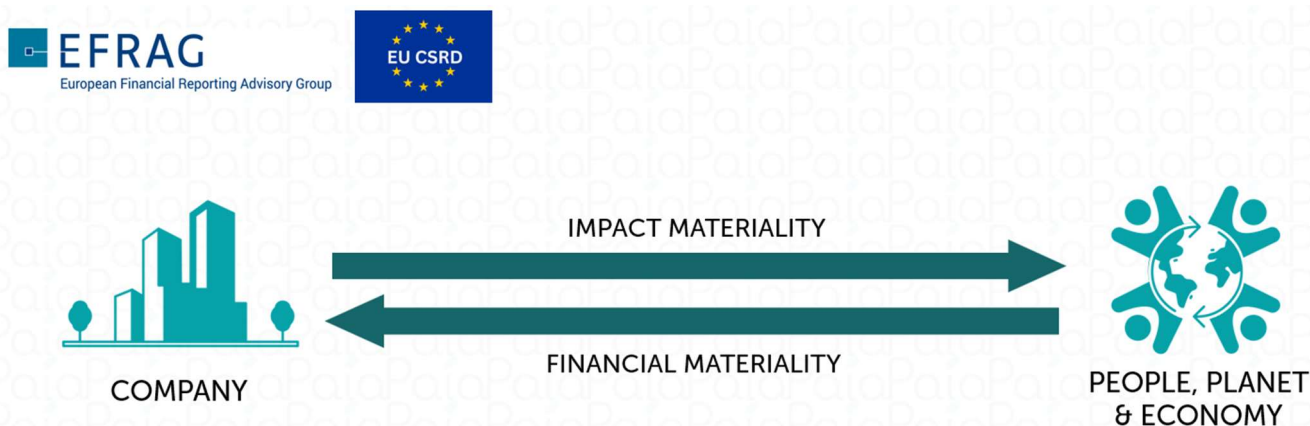 EFRAG
European Financial Reporting Advisory Group
EU CSRD
IMPACT MATERIALITY
FINANCIAL MATERIALITY
COMPANY
PEOPLE, PLANET
& ECONOMY